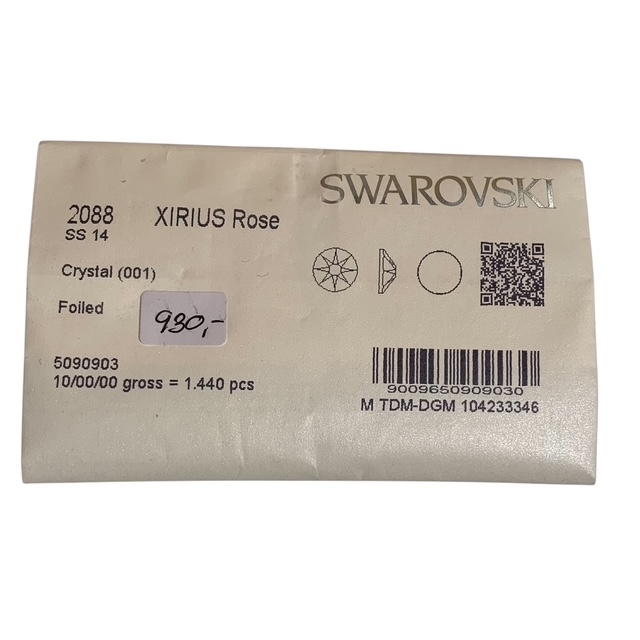 SWAROVSKI
2088 XIRIUS Rose
SS 14
Crystal (001)
Foiled
930,-
5090903
10/00/00 gross = 1.440 pcs
9009650909030
M TDM-DGM 104233346